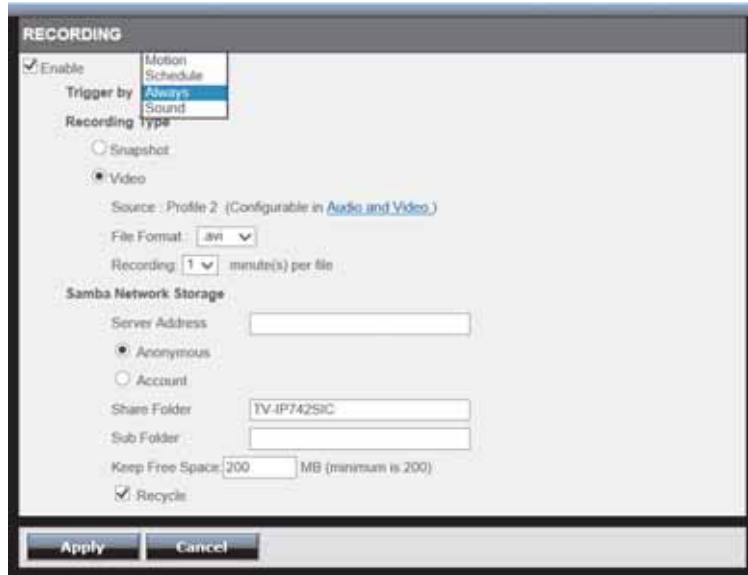 RECORDING
Enable
Trigger by
Motion
Schedule
Always
Sound
Recording Type
Snapshot
Video
Source : Profile 2 (Configurable in Audio and Video )
File Format : .avi
Recording: 1 minute(s) per file
Samba Network Storage
Server Address
Anonymous
Account
Share Folder TV-IP742SIC
Sub Folder
Keep Free Space: 200 MB (minimum is 200)
Recycle
Apply Cancel